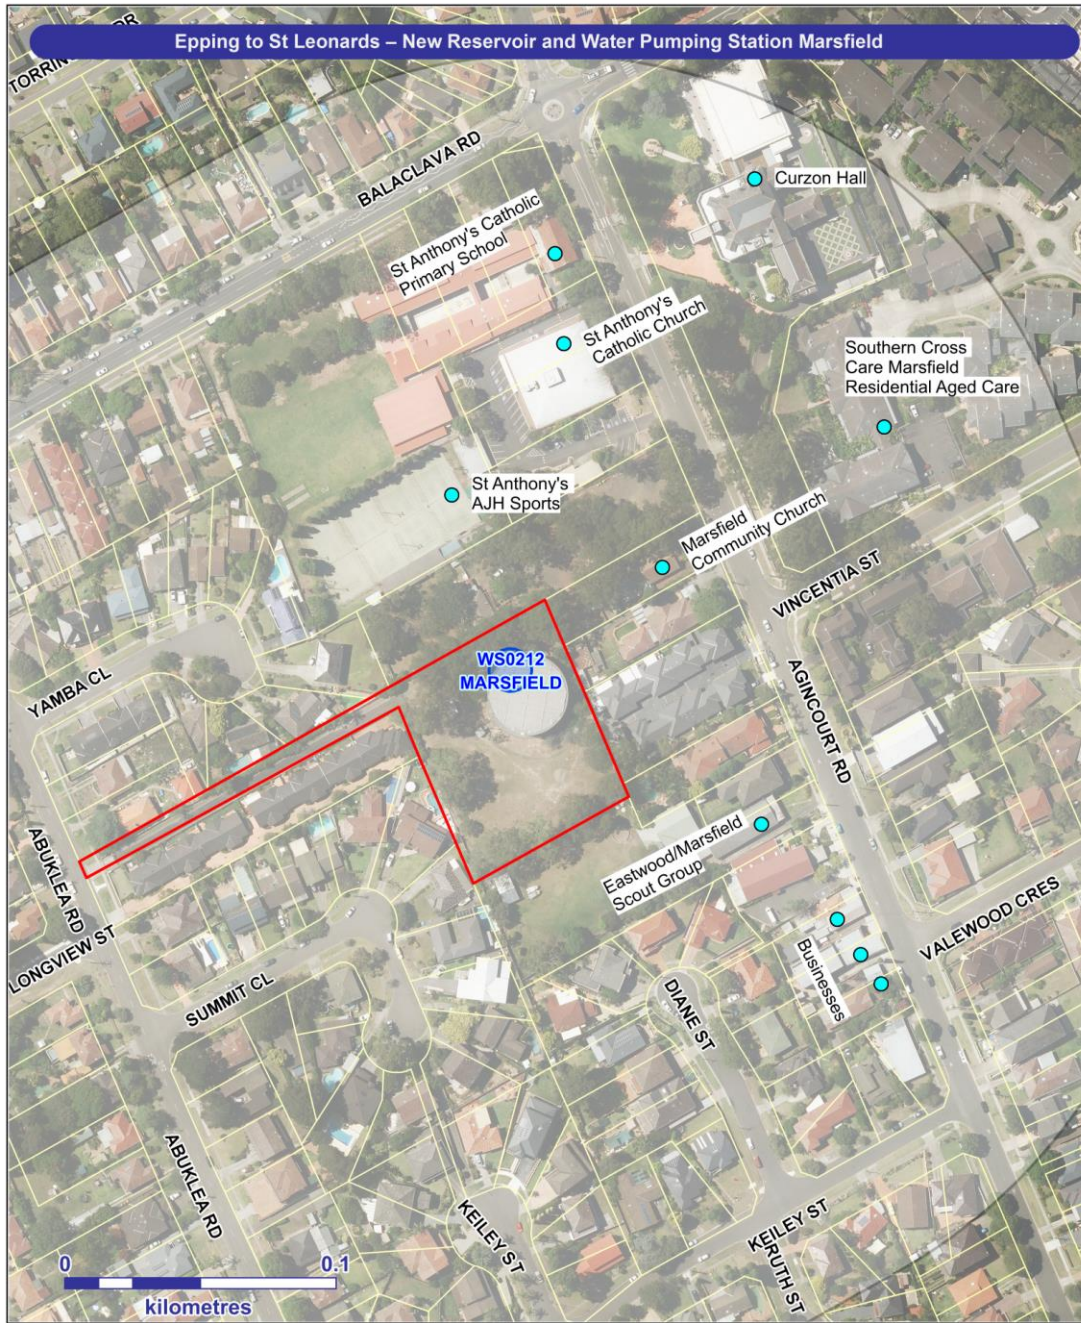 Epping to St Leonards – New Reservoir and Water Pumping Station Marsfield
BALACLAVA RD
Curzon Hall
St Anthony's Catholic
Primary School
St Anthony's
Catholic Church
Southern Cross
Care Marsfield
Residential Aged Care
St Anthony's
AJH Sports
Marsfield
Community Church
VINCENTIA ST
WS0212
MARSFIELD
YAMBA CL
AGINCOURT RD
ABUKLEA RD
Eastwood/Marsfield
Scout Group
VALEWOOD CRES
LONGVIEW ST
Businesses
SUMMIT CL
DIANE ST
ABUKLEA RD
KEILEY ST
KEILEY ST
RUTH ST
0 0.1
kilometres